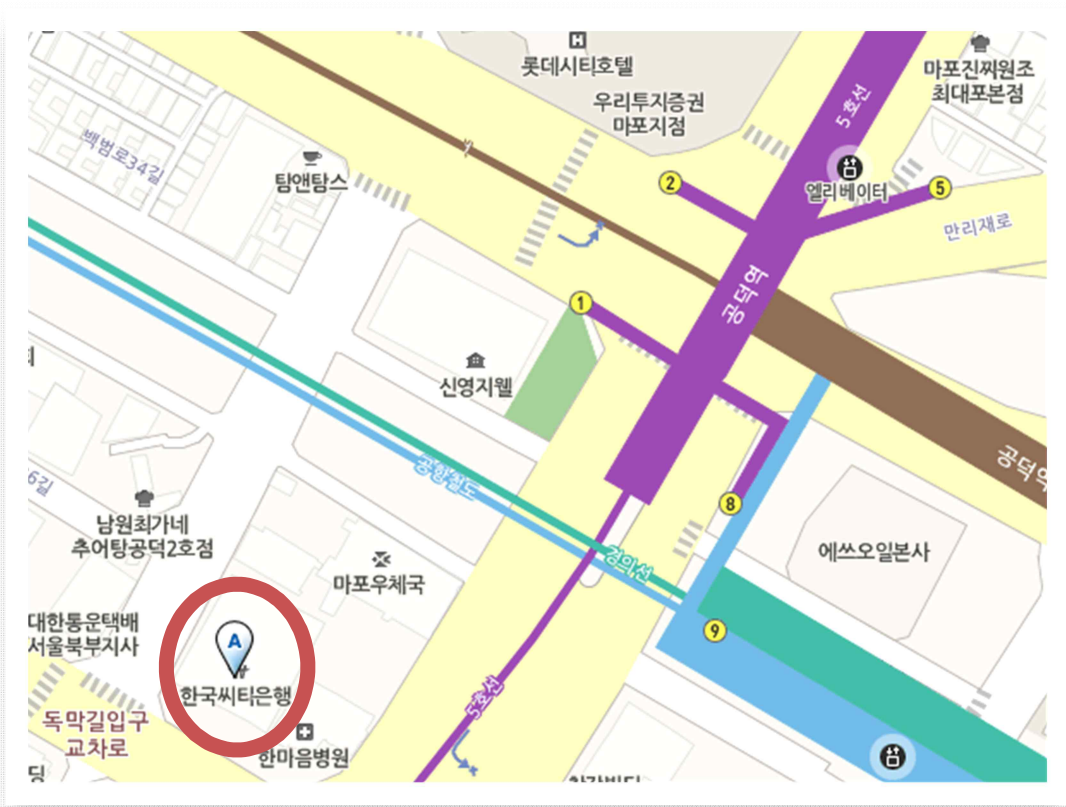 H
롯데시티호텔
우리투자증권
마포지점
5호선
마포진찌원조
최대포본점
백범로34길
탐앤탐스
2
엘리베이터
5
만리재로
1
공덕역
신영지웰
공항철도
8
공덕역
6길
남원최가네
추어탕공덕2호점
에쓰오일본사
경의선
마포우체국
9
대한통운택배
서울북부지사
A
한국씨티은행
5호선
독막길입구
교차로
한마음병원
딩